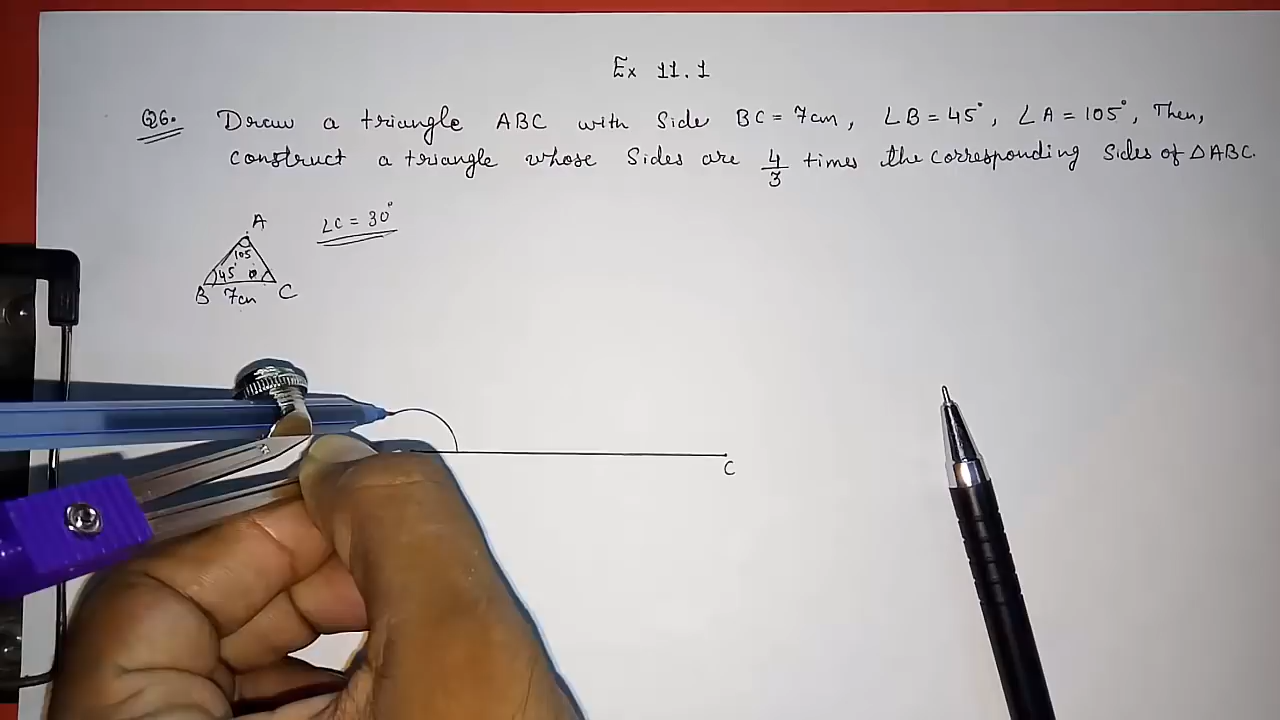 Ex 11.1
Q6. Draw a triangle ABC with Side BC = 7cm, ∠B = 45°, ∠A = 105°, Then,
construct a triangle whose Sides are 4/3 times the corresponding Sides of △ABC.
A
∠C = 30°
105
45°
B 7cm C
C